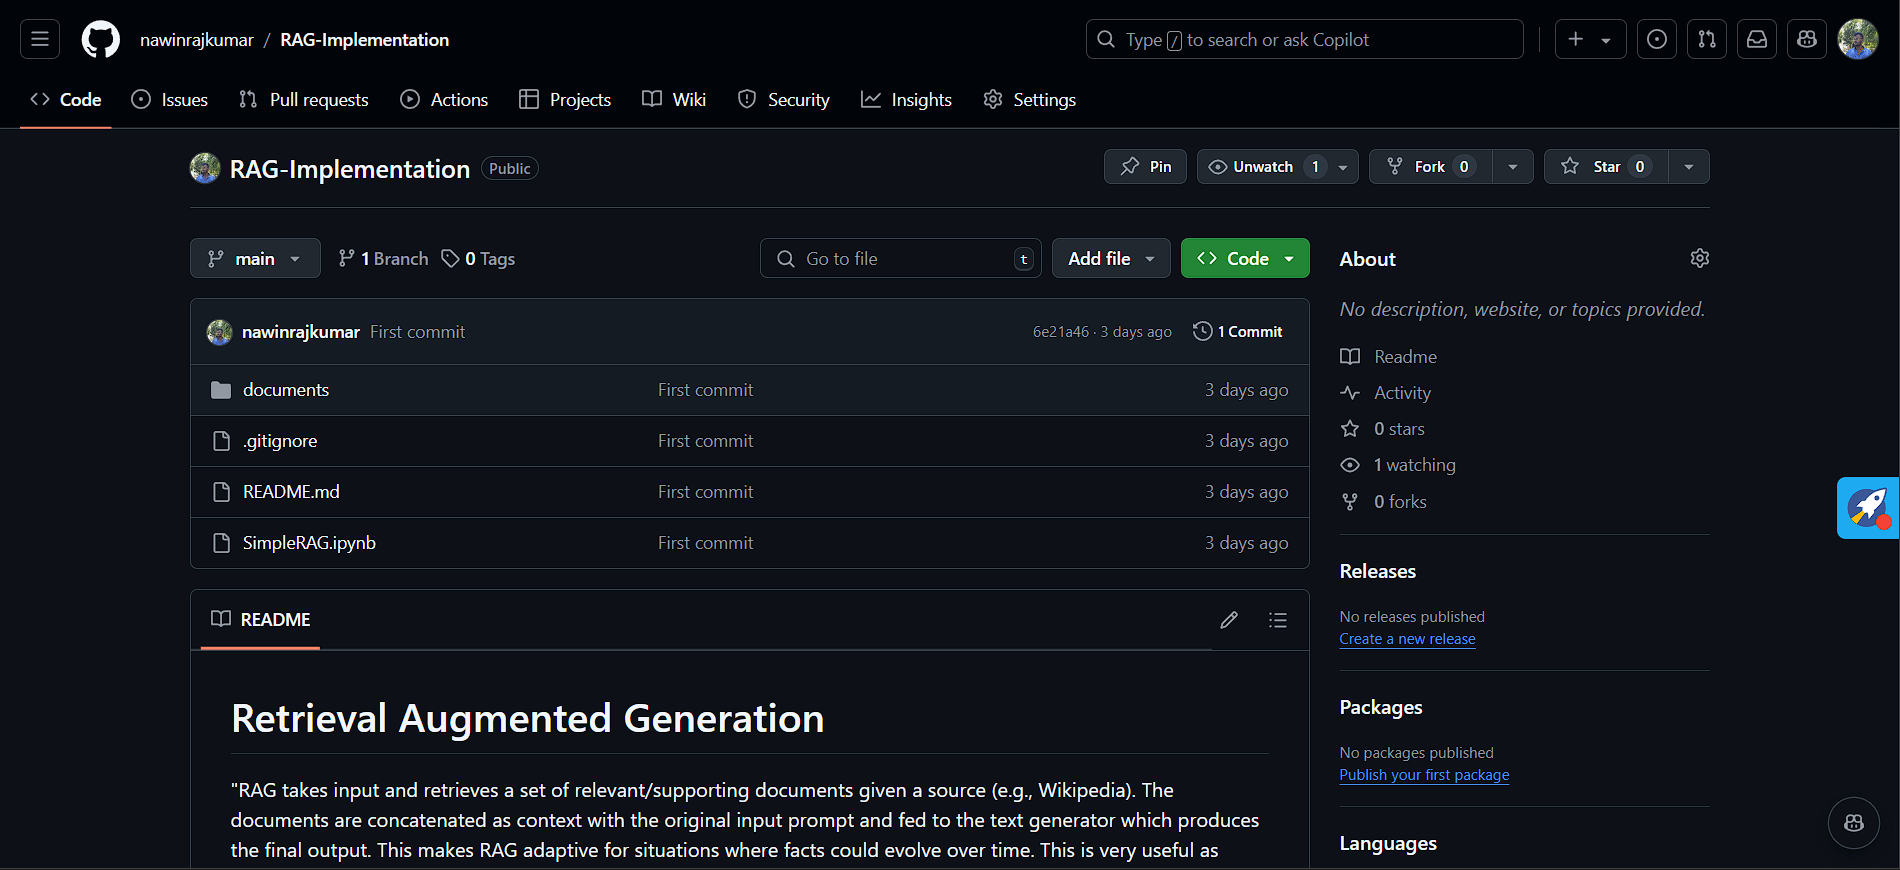 nawinrajkumar / RAG-Implementation
Type / to search or ask Copilot
Code Issues Pull requests Actions Projects Wiki Security Insights Settings
RAG-Implementation Public
Pin Unwatch 1 Fork 0 Star 0
main 1 Branch 0 Tags
Go to file t Add file Code
nawinrajkumar First commit 6e21a46 · 3 days ago 1 Commit
documents First commit 3 days ago
.gitignore First commit 3 days ago
README.md First commit 3 days ago
SimpleRAG.ipynb First commit 3 days ago
README
Retrieval Augmented Generation
"RAG takes input and retrieves a set of relevant/supporting documents given a source (e.g., Wikipedia). The
documents are concatenated as context with the original input prompt and fed to the text generator which produces
the final output. This makes RAG adaptive for situations where facts could evolve over time. This is very useful as
About
No description, website, or topics provided.
Readme
Activity
0 stars
1 watching
0 forks
Releases
No releases published
Create a new release
Packages
No packages published
Publish your first package
Languages